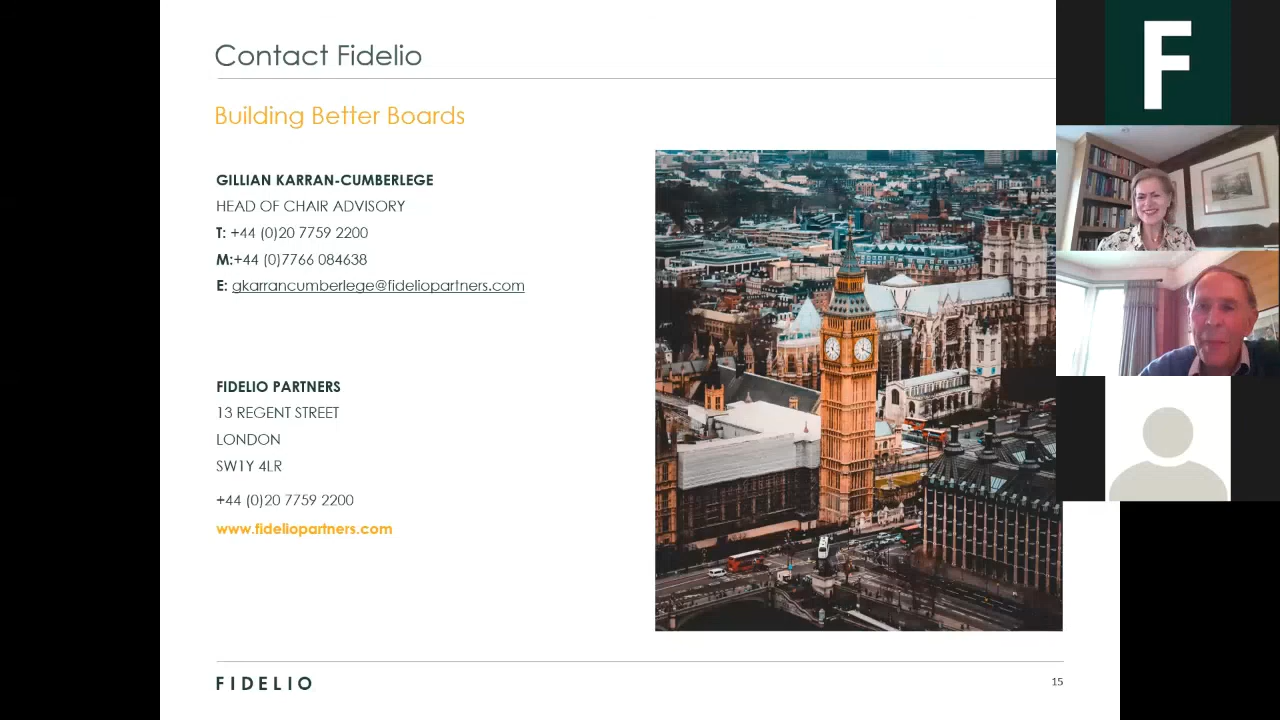 Contact Fidelio
Building Better Boards
GILLIAN KARRAN-CUMBERLEGE
HEAD OF CHAIR ADVISORY
T: +44 (0)20 7759 2200
M:+44 (0)7766 084638
E: gkarrancumberlege@fideliopartners.com
FIDELIO PARTNERS
13 REGENT STREET
LONDON
SW1Y 4LR
+44 (0)20 7759 2200
www.fideliopartners.com
FIDELIO
15
F